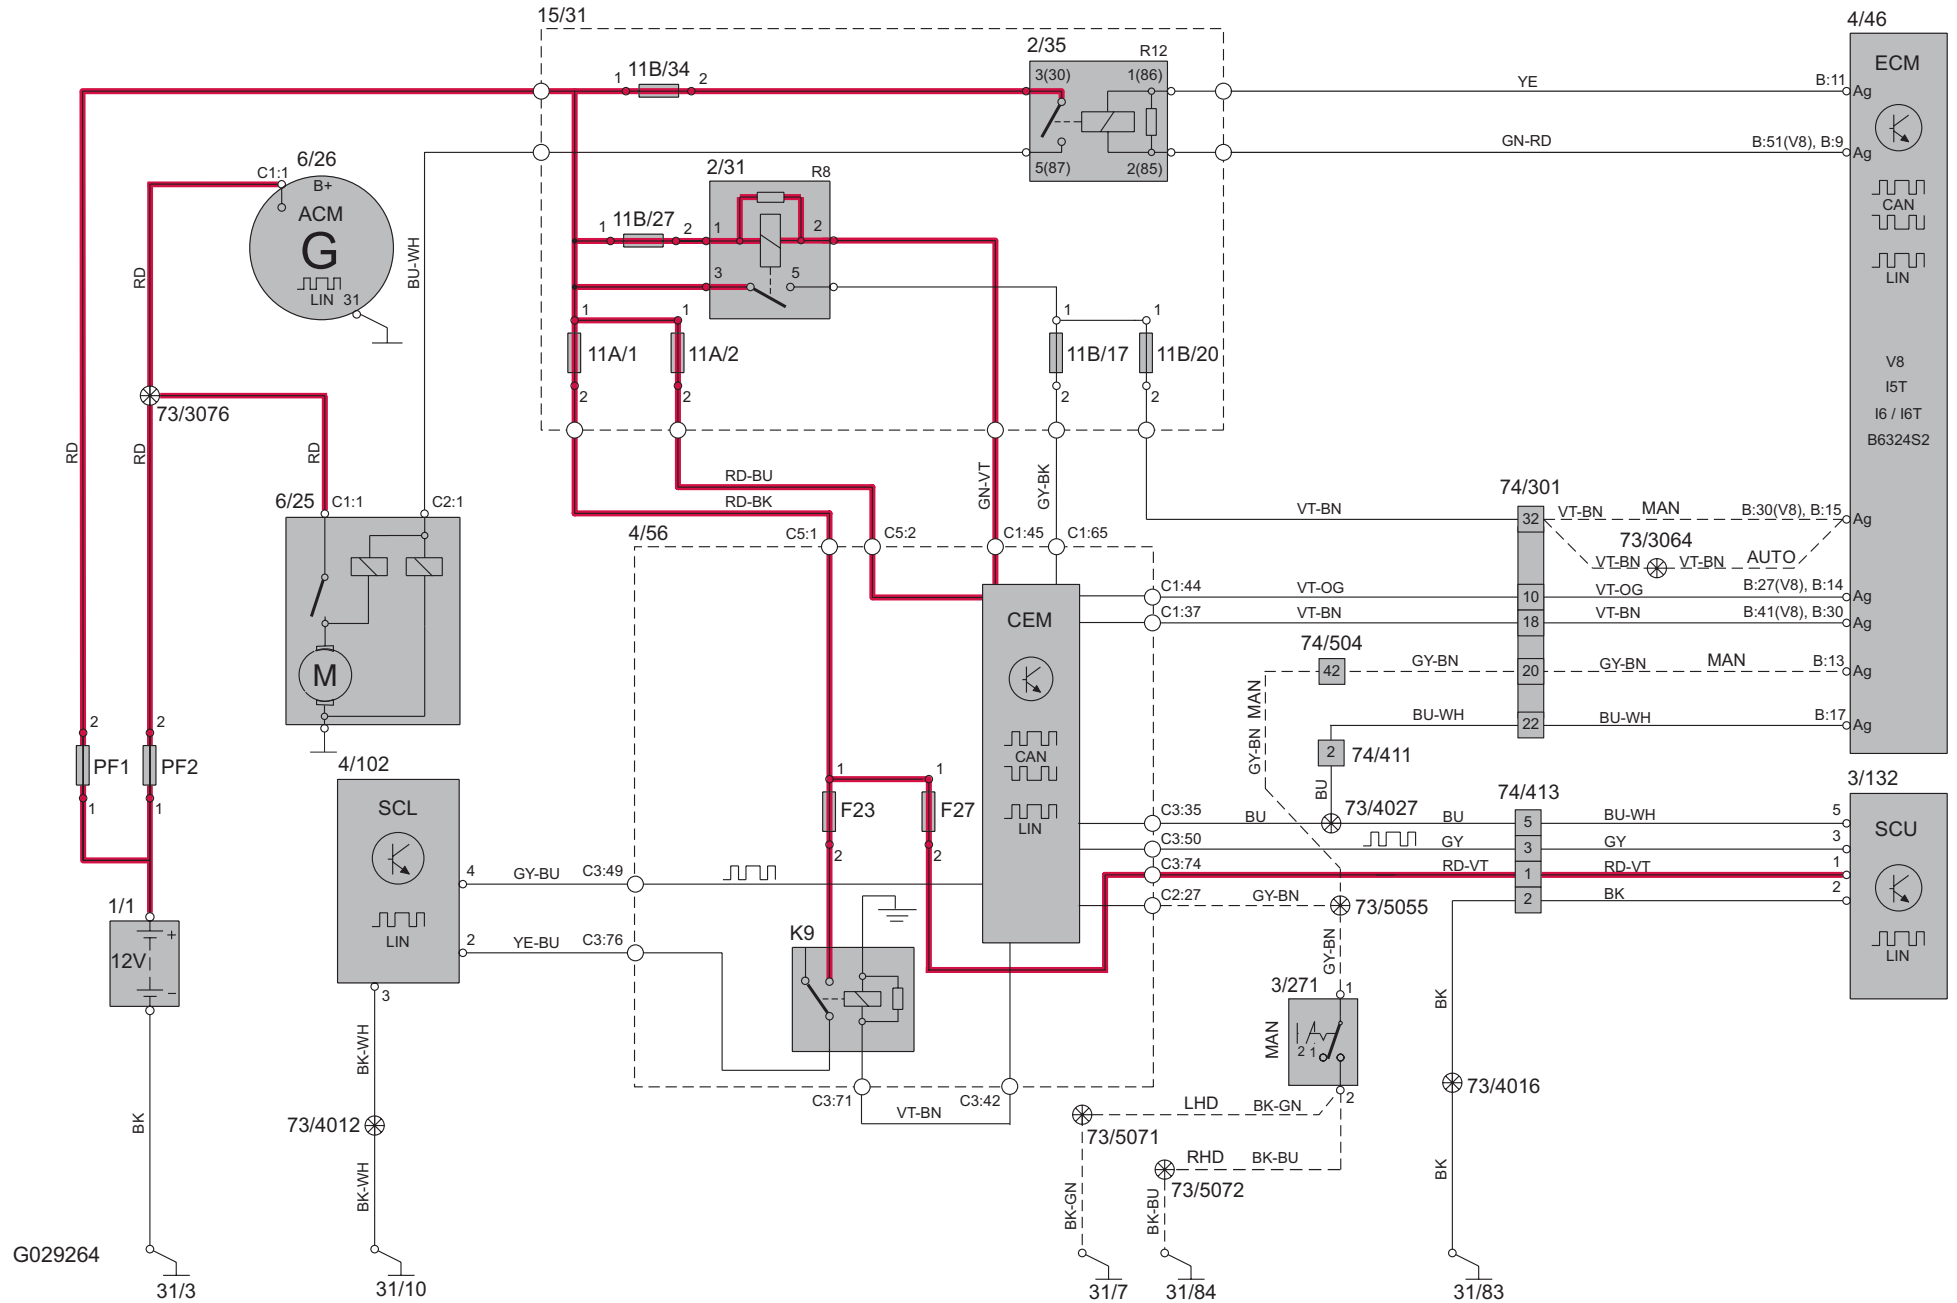 15/31
4/46
2/35
R12
ECM
11B/34
1
2
3(30)
1(86)
YE
B:11
Ag
6/26
C1:1
B+
ACM
G
LIN
31
GN-RD
B:51(V8), B:9
Ag
5(87)
2(85)
2/31
R8
CAN
LIN
RD
BU-WH
11B/27
1
2
1
2
3
5
1
1
11A/1
11A/2
2
2
1
1
11B/17
11B/20
2
2
V8
I5T
I6 / I6T
B6324S2
73/3076
RD
RD
RD
RD-BU
RD-BK
GN-VT
GY-BK
6/25
C1:1
C2:1
M
4/56
C5:1
C5:2
C1:45
C1:65
74/301
VT-BN
32
VT-BN
MAN
B:30(V8), B:15
Ag
73/3064
VT-BN
VT-BN
AUTO
C1:44
VT-OG
10
VT-OG
B:27(V8), B:14
Ag
C1:37
VT-BN
18
VT-BN
B:41(V8), B:30
Ag
CEM
CAN
LIN
74/504
42
GY-BN
20
GY-BN
MAN
B:13
Ag
GY-BN MAN
BU-WH
22
BU-WH
B:17
Ag
2
74/411
BU
2
2
PF1
PF2
1
1
4/102
SCL
LIN
1
1
F23
F27
2
2
74/413
3/132
C3:35
BU
73/4027
BU
5
BU-WH
5
SCU
C3:50
GY
3
GY
3
C3:74
RD-VT
1
RD-VT
1
C2:27
GY-BN
73/5055
2
BK
2
LIN
4
GY-BU
C3:49
2
YE-BU
C3:76
K9
3
1/1
+
12V
−
GY-BN
3/271
1
MAN
2 1
2
BK
BK-WH
BK
73/4012
BK-WH
C3:71
VT-BN
C3:42
LHD
BK-GN
73/5071
RHD
BK-BU
73/5072
BK-GN
BK-BU
73/4016
BK
G029264
31/3
31/10
31/7
31/84
31/83